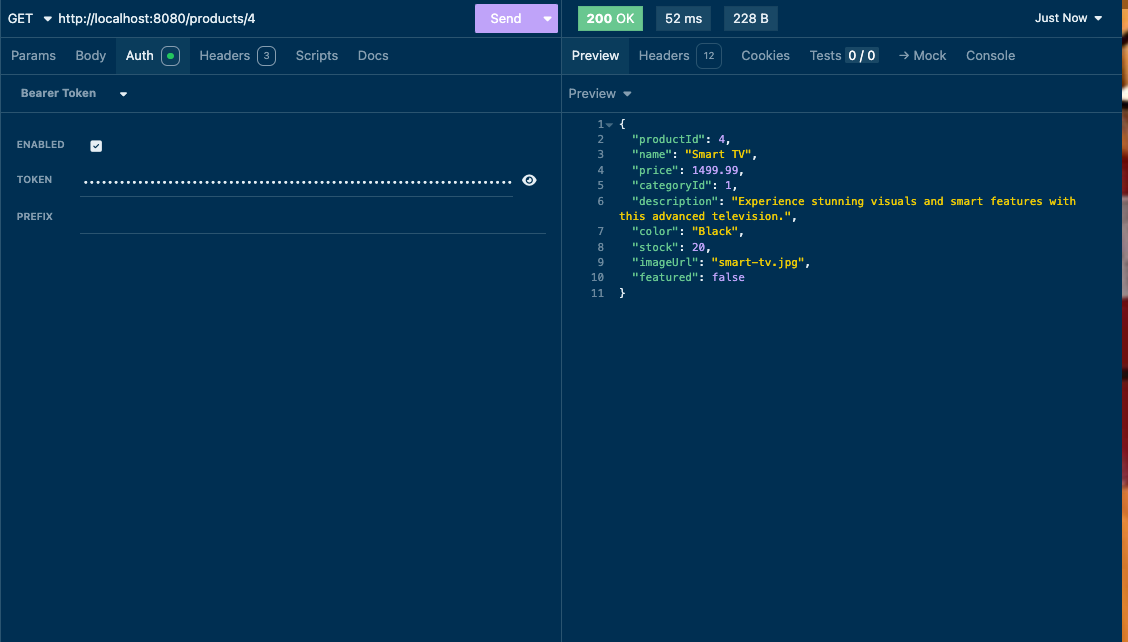 GET http://localhost:8080/products/4 Send
Params Body Auth Headers 3 Scripts Docs
Bearer Token
ENABLED
TOKEN ••••••••••••••••••••••••••••••••••••••••••••••••••••••••••••••••••••••
PREFIX
200 OK 52 ms 228 B Just Now
Preview Headers 12 Cookies Tests 0 / 0 → Mock Console
Preview
1 {
2 "productId": 4,
3 "name": "Smart TV",
4 "price": 1499.99,
5 "categoryId": 1,
6 "description": "Experience stunning visuals and smart features with
this advanced television.",
7 "color": "Black",
8 "stock": 20,
9 "imageUrl": "smart-tv.jpg",
10 "featured": false
11 }